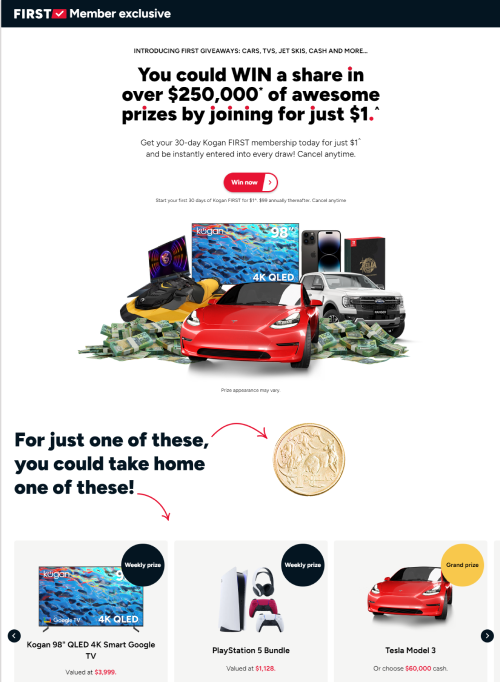 FIRST Member exclusive
INTRODUCING FIRST GIVEAWAYS: CARS, TVS, JET SKIS, CASH AND MORE...
You could WIN a share in
over $250,000* of awesome
prizes by joining for just $1.^
Get your 30-day Kogan FIRST membership today for just $1^
and be instantly entered into every draw! Cancel anytime.
Win now
Start your first 30 days of Kogan FIRST for $1^. $99 annually thereafter. Cancel anytime
kogan
98"
4K QLED
Prize appearance may vary.
For just one of these,
you could take home
one of these!
Weekly prize
Weekly prize
Grand prize
kogan
Google TV
4K QLED
Kogan 98" QLED 4K Smart Google
TV
Valued at $3,999.
PlayStation 5 Bundle
Valued at $1,128.
Tesla Model 3
Or choose $60,000 cash.